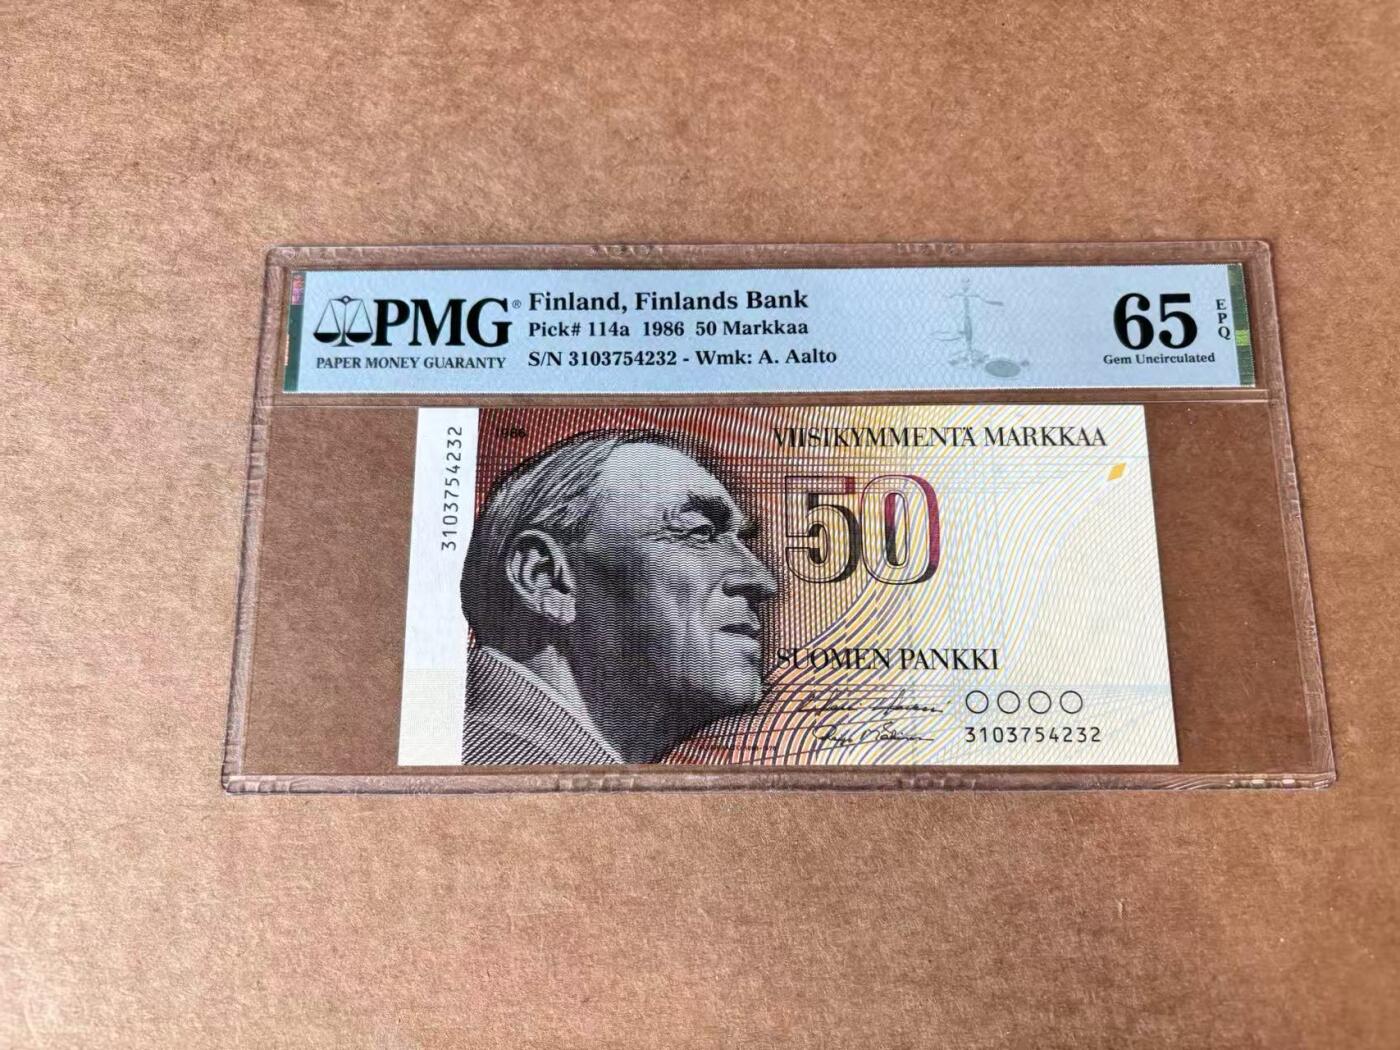 PMG®
PAPER MONEY GUARANTY
Finland, Finlands Bank
Pick# 114a 1986 50 Markkaa
S/N 3103754232 - Wmk: A. Aalto
65
EPQ
Gem Uncirculated
3103754232
1986
VIISIKYMMENTÄ MARKKAA
50
SUOMEN PANKKI
3103754232